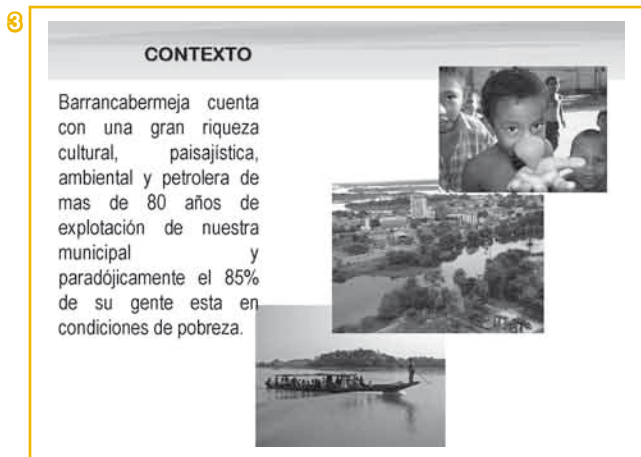 3
CONTEXTO
Barrancabermeja cuenta
con una gran riqueza
cultural, paisajística,
ambiental y petrolera de
mas de 80 años de
explotación de nuestra
municipal y
paradójicamente el 85%
de su gente esta en
condiciones de pobreza.